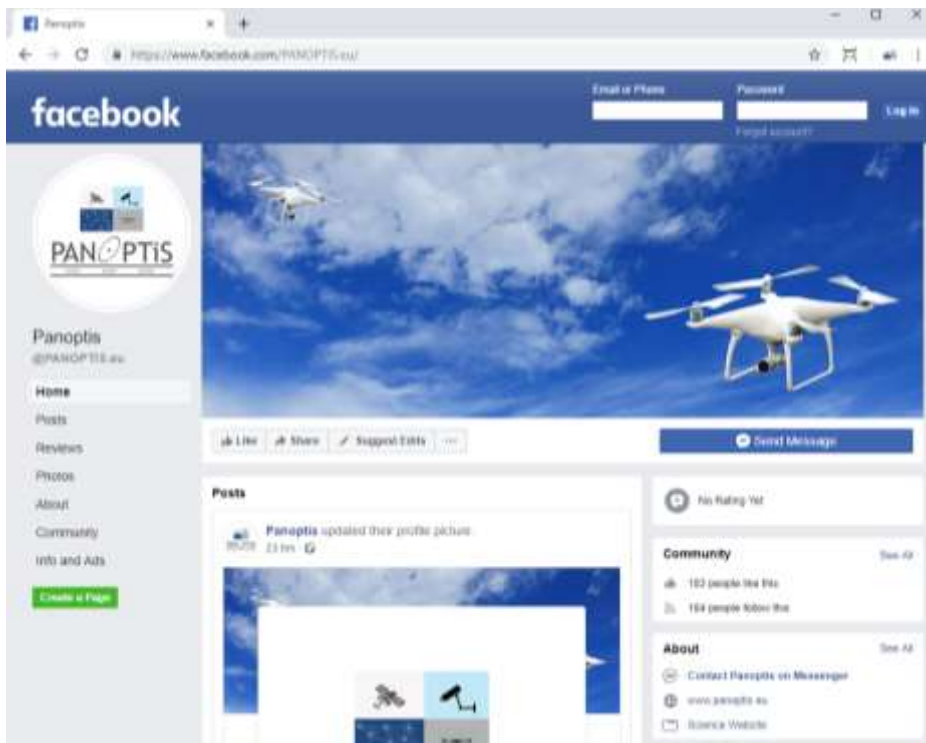 Panoptis
https://www.facebook.com/PANOPTIS.eu/
facebook
Email or Phone
Password
Log In
Forgot account?
PANOPTiS
Panoptis
@PANOPTIS.eu
Home
Posts
Reviews
Photos
About
Community
Info and Ads
Create a Page
Like
Share
Suggest Edits
...
Send Message
Posts
Panoptis updated their profile picture.
23 hrs ·
No Rating Yet
Community
See All
people like this
164 people follow this
About
See All
Contact Panoptis on Messenger
www.panoptis.eu
Science Website